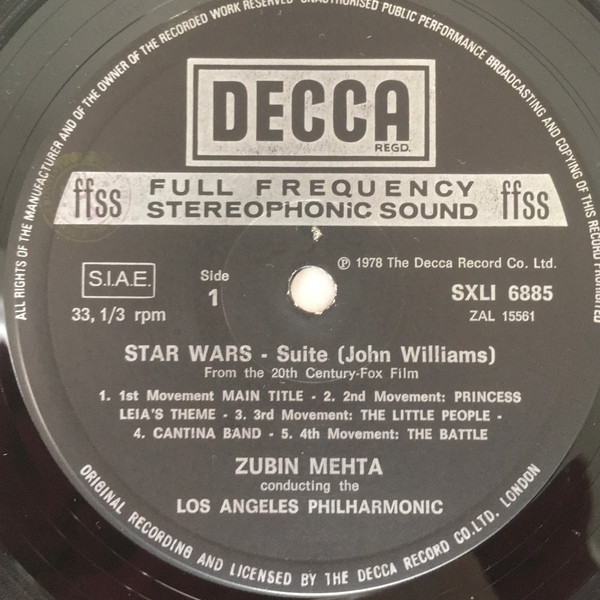 ALL RIGHTS OF THE MANUFACTURER AND OF THE OWNER OF THE RECORDED WORK RESERVED UNAUTHORISED PUBLIC PERFORMANCE BROADCASTING AND COPYING OF THIS RECORD PROHIBITED
DECCA
REGD.
ffss FULL FREQUENCY STEREOPHONiC SOUND ffss
℗ 1978 The Decca Record Co. Ltd.
S.I.A.E. Side SXLI 6885
33, 1/3 rpm 1 ZAL 15561
STAR WARS - Suite (John Williams)
From the 20th Century-Fox Film
1. 1st Movement MAIN TITLE - 2. 2nd Movement: PRINCESS
LEIA'S THEME - 3. 3rd Movement: THE LITTLE PEOPLE -
4. CANTINA BAND - 5. 4th Movement: THE BATTLE
ZUBIN MEHTA
conducting the
LOS ANGELES PHILHARMONIC
ORIGINAL RECORDING AND LICENSED BY THE DECCA RECORD CO.LTD. LONDON